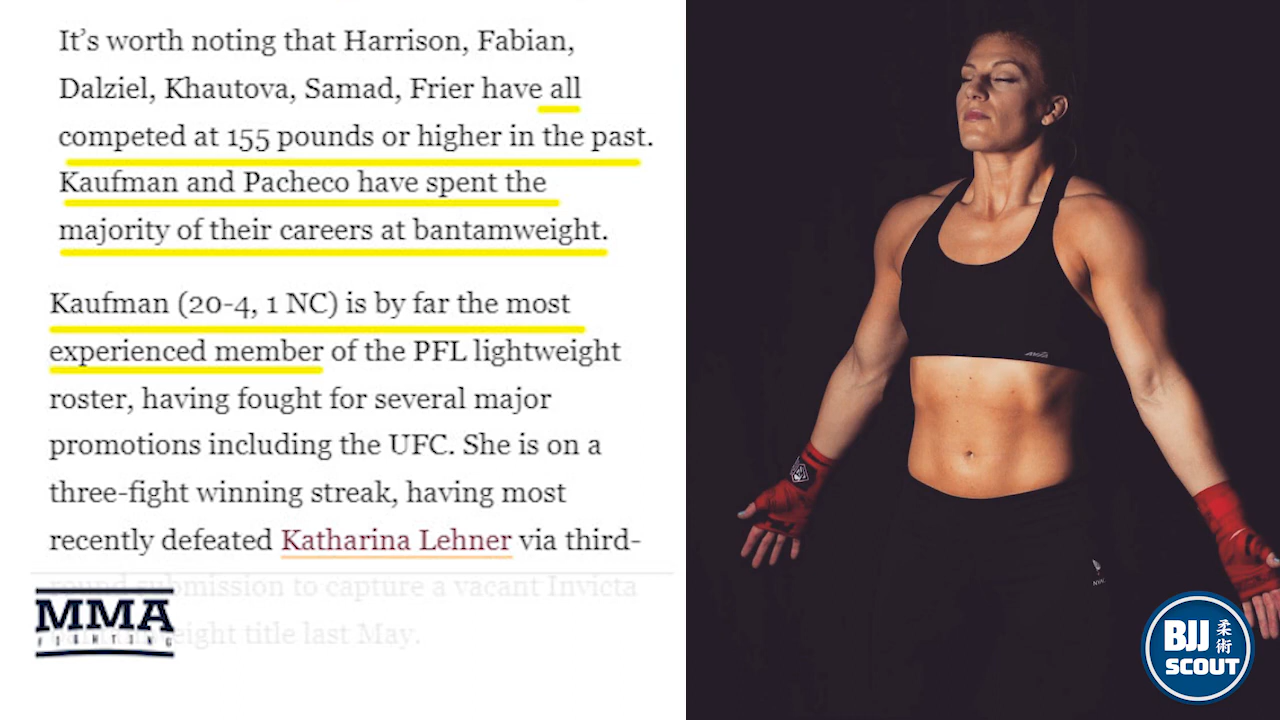 It’s worth noting that Harrison, Fabian,
Dalziel, Khautova, Samad, Frier have all
competed at 155 pounds or higher in the past.
Kaufman and Pacheco have spent the
majority of their careers at bantamweight.
Kaufman (20-4, 1 NC) is by far the most
experienced member of the PFL lightweight
roster, having fought for several major
promotions including the UFC. She is on a
three-fight winning streak, having most
recently defeated Katharina Lehner via third-
round submission to capture a vacant Invicta
eight title last May.
MMA
FIGHTING
BJJ 柔術
SCOUT